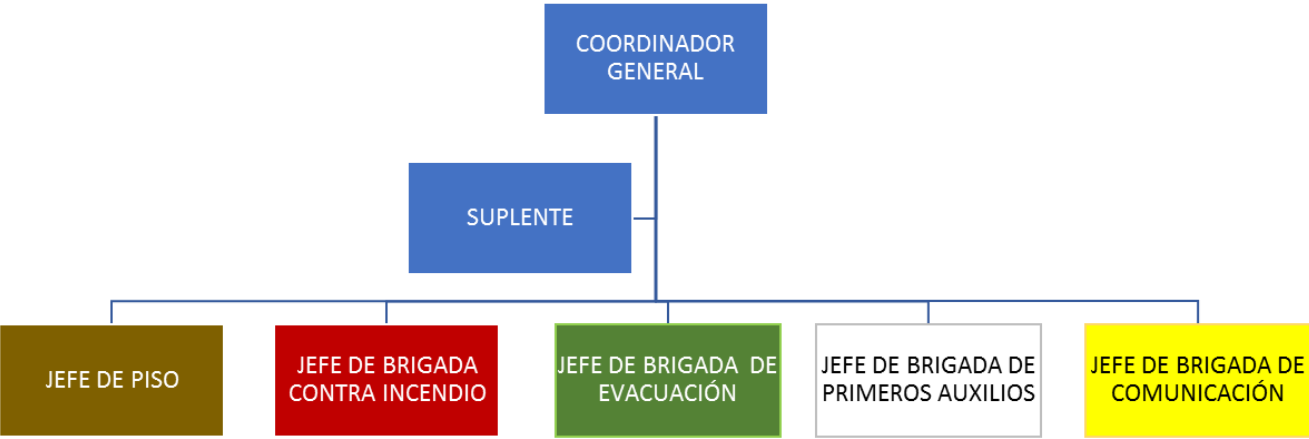 COORDINADOR
GENERAL
SUPLENTE
JEFE DE PISO
JEFE DE BRIGADA
CONTRA INCENDIO
JEFE DE BRIGADA DE
EVACUACIÓN
JEFE DE BRIGADA DE
PRIMEROS AUXILIOS
JEFE DE BRIGADA DE
COMUNICACIÓN